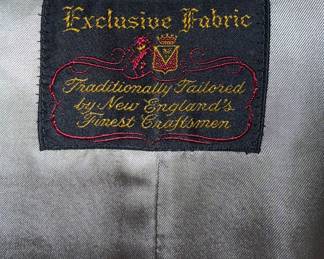 Exclusive Fabric
Traditionally Tailored
by New England's
Finest Craftsmen